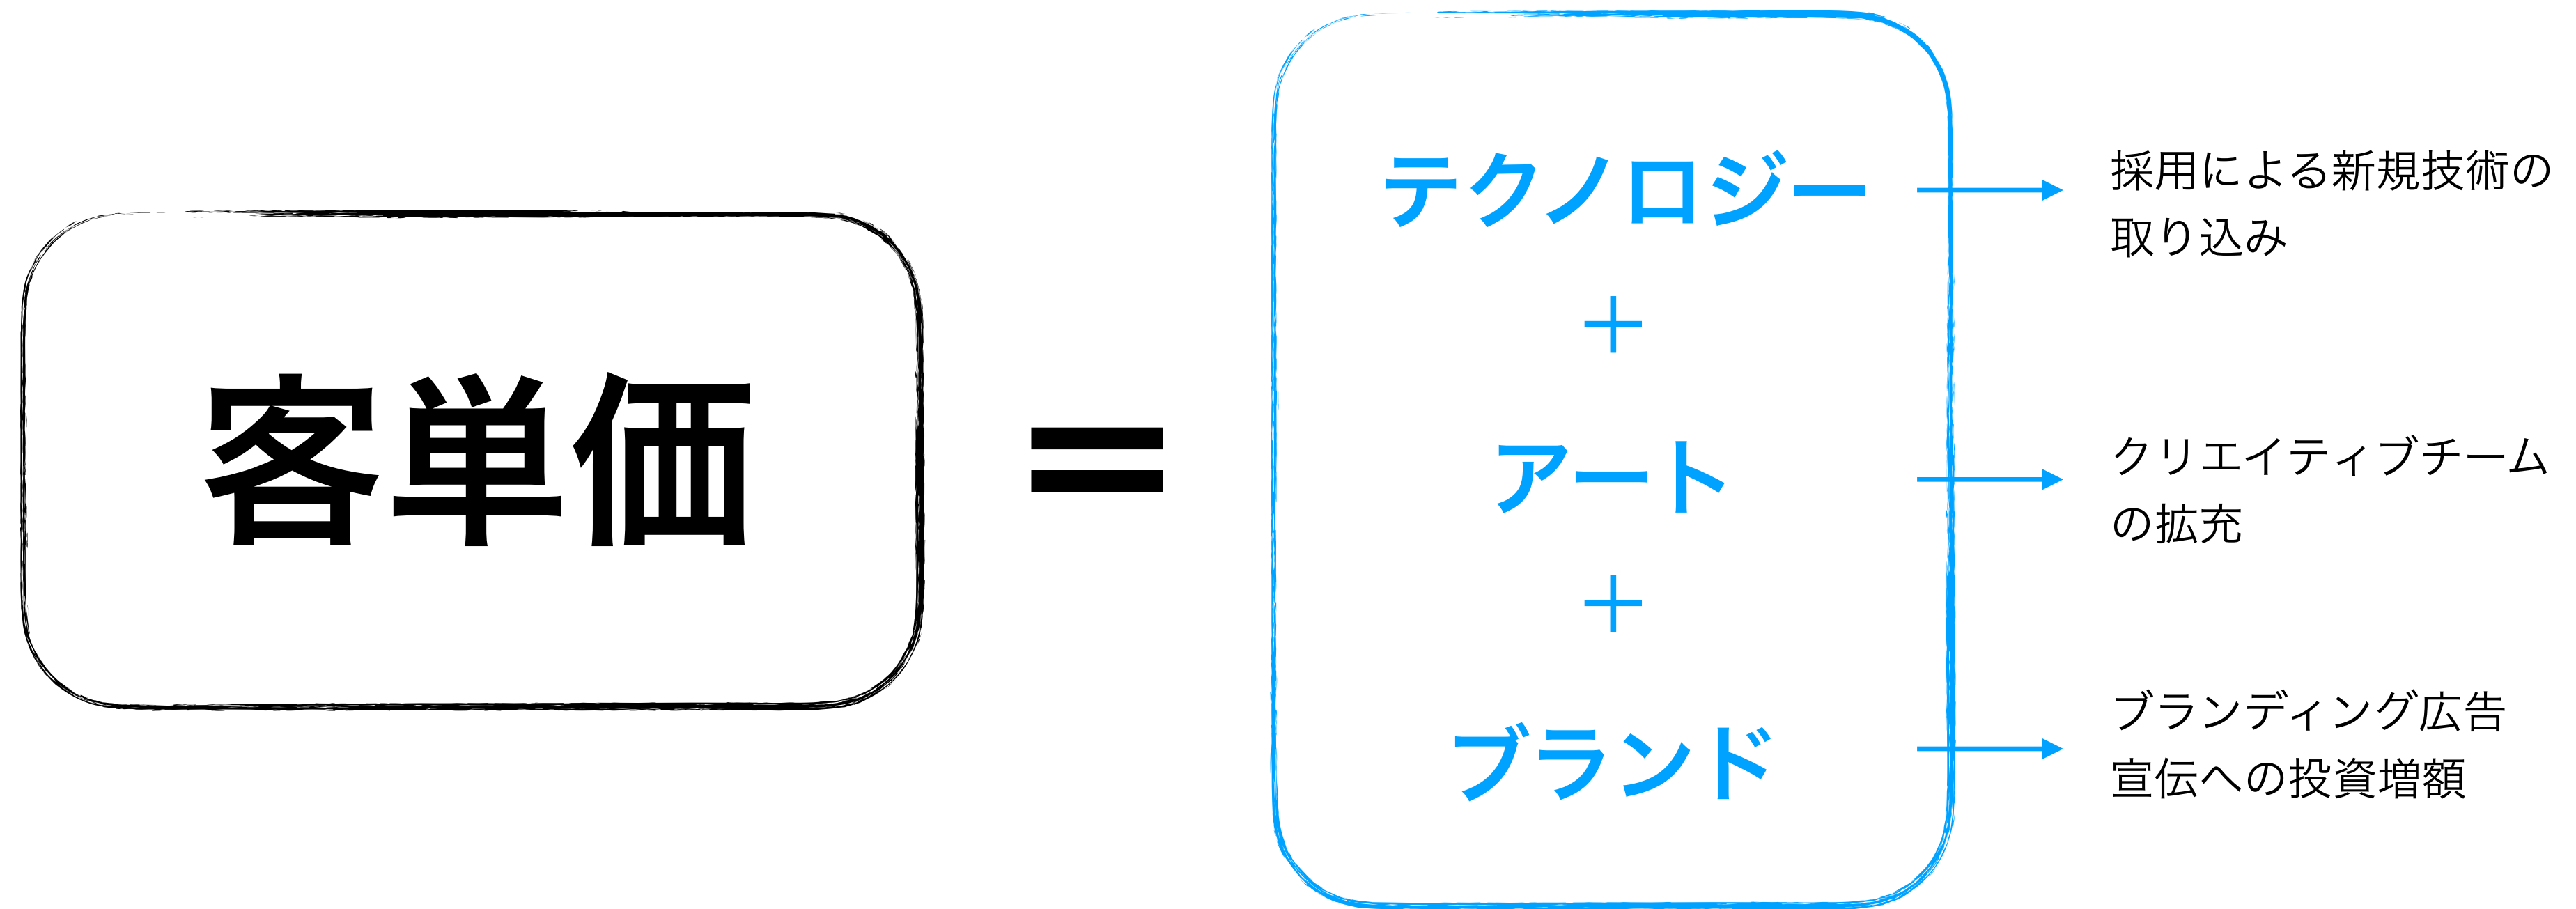 客単価
=
テクノロジー
+
アート
+
ブランド
採用による新規技術の
取り込み
クリエイティブチーム
の拡充
ブランディング広告
宣伝への投資増額